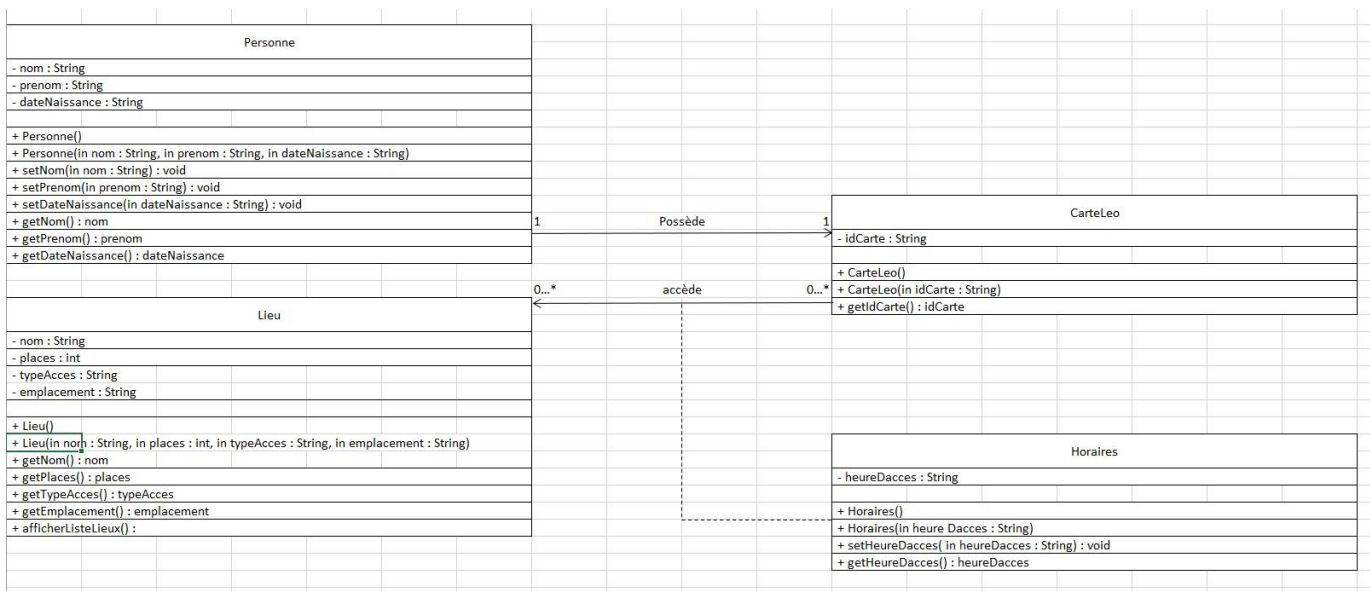 Personne
- nom : String
- prenom : String
- dateNaissance : String
+ Personne()
+ Personne(in nom : String, in prenom : String, in dateNaissance : String)
+ setNom(in nom : String) : void
+ setPrenom(in prenom : String) : void
+ setDateNaissance(in dateNaissance : String) : void
+ getNom() : nom
+ getPrenom() : prenom
+ getDateNaissance() : dateNaissance
1 Possède 1
CarteLeo
- idCarte : String
+ CarteLeo()
+ CarteLeo(in idCarte : String)
+ getIdCarte() : idCarte
0...* accède 0...*
Lieu
- nom : String
- places : int
- typeAcces : String
- emplacement : String
+ Lieu()
+ Lieu(in nom : String, in places : int, in typeAcces : String, in emplacement : String)
+ getNom() : nom
+ getPlaces() : places
+ getTypeAcces() : typeAcces
+ getEmplacement() : emplacement
+ afficherListeLieux() :
Horaires
- heureDacces : String
+ Horaires()
+ Horaires(in heure Dacces : String)
+ setHeureDacces( in heureDacces : String) : void
+ getHeureDacces() : heureDacces